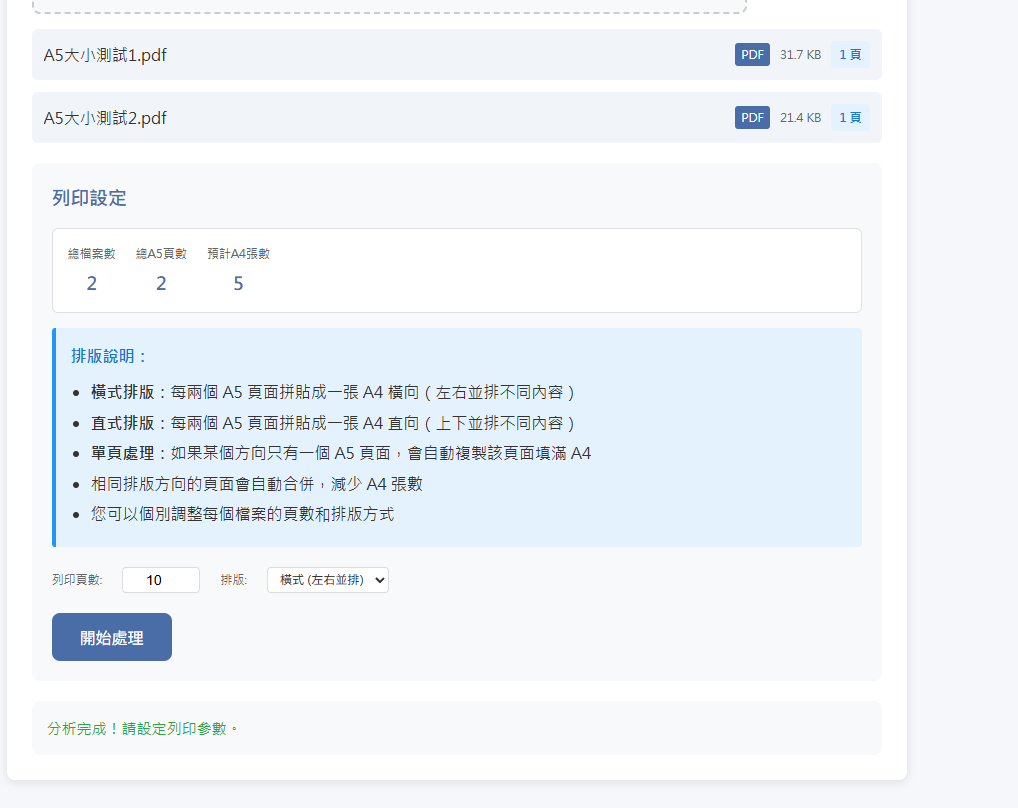 A5大小測試1.pdf PDF 31.7 KB 1 頁
A5大小測試2.pdf PDF 21.4 KB 1 頁
列印設定
總檔案數 總A5頁數 預計A4張數
2 2 5
排版說明：
• 橫式排版：每兩個 A5 頁面拼貼成一張 A4 橫向（左右並排不同內容）
• 直式排版：每兩個 A5 頁面拼貼成一張 A4 直向（上下並排不同內容）
• 單頁處理：如果某個方向只有一個 A5 頁面，會自動複製該頁面填滿 A4
• 相同排版方向的頁面會自動合併，減少 A4 張數
• 您可以個別調整每個檔案的頁數和排版方式
列印頁數: 10 排版: 橫式 (左右並排)
開始處理
分析完成！請設定列印參數。